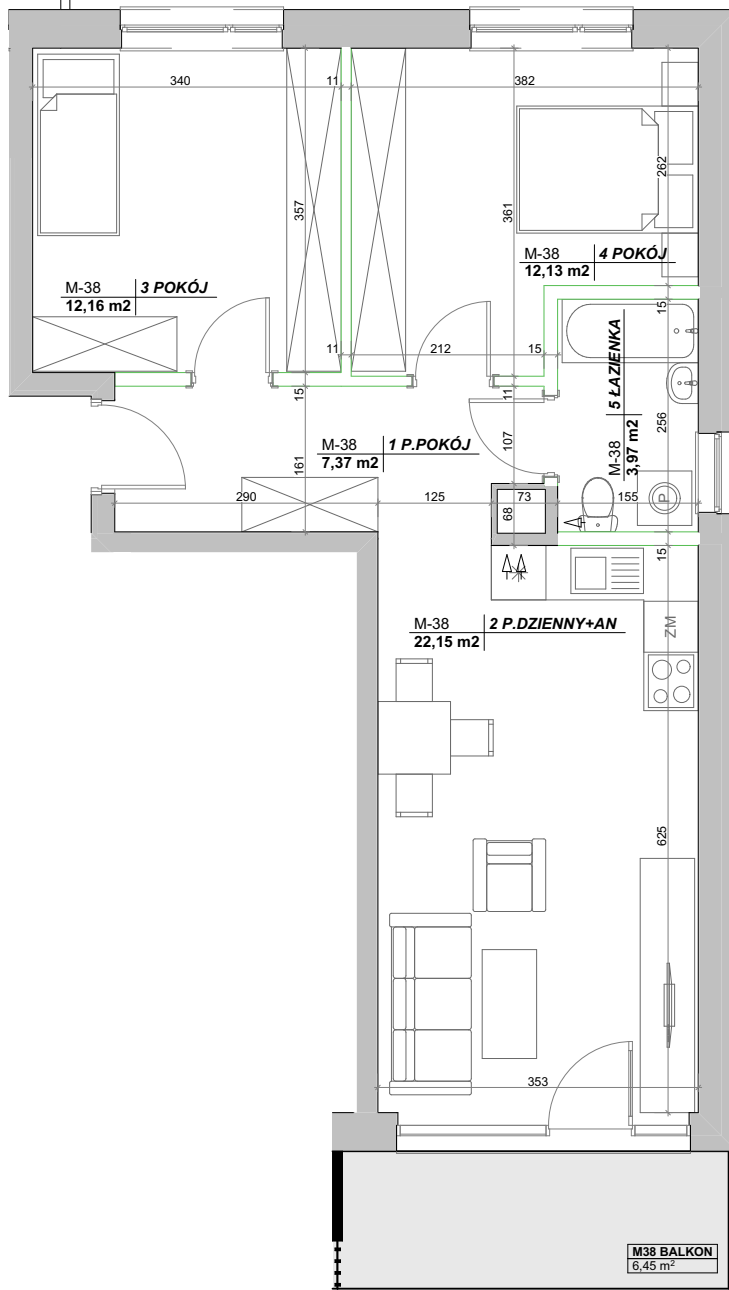 340
11
382
357
361
262
M-38
3 POKÓJ
12,16 m2
M-38
4 POKÓJ
12,13 m2
15
11
212
15
15
11
5 ŁAZIENKA
M-38
3,97 m2
256
M-38
1 P.POKÓJ
7,37 m2
161
107
290
125
73
155
68
P
15
M-38
2 P.DZIENNY+AN
22,15 m2
ZM
625
353
M38 BALKON
6,45 m²